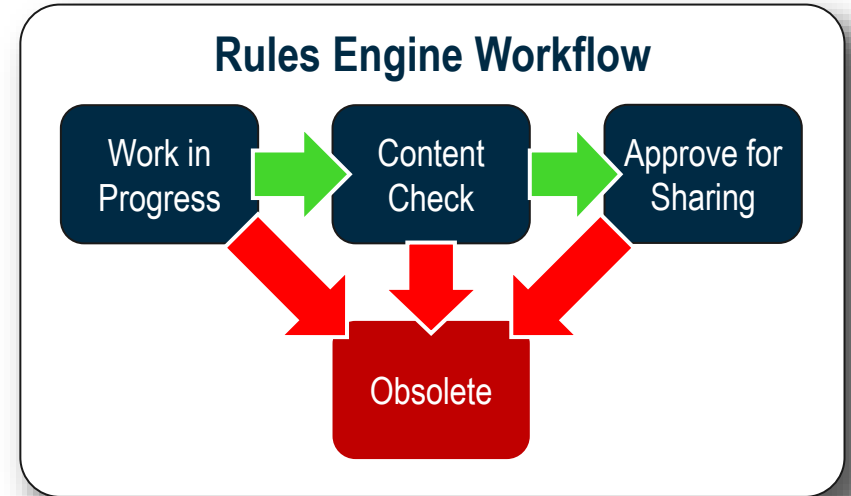 Rules Engine Workflow
Work in
Progress
Content
Check
Approve for
Sharing
Obsolete